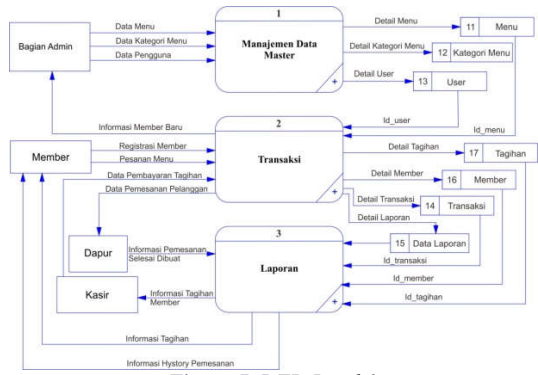 1
Manajemen Data
Master
Bagian Admin
Data Menu
Data Kategori Menu
Data Pengguna
Detail Menu
11 Menu
Detail Kategori Menu
12 Kategori Menu
Detail User
13 User
+
Id_user
Id_menu
Informasi Member Baru
2
Transaksi
Member
Registrasi Member
Pesanan Menu
Data Pembayaran Tagihan
Data Pemesanan Pelanggan
Detail Tagihan
17 Tagihan
Detail Member
16 Member
Detail Transaksi
14 Transaksi
Detail Laporan
15 Data Laporan
+
3
Laporan
Dapur
Informasi Pemesanan
Selesai Dibuat
Kasir
Informasi Tagihan
Member
Id_transaksi
Id_member
Id_tagihan
+
Informasi Tagihan
Informasi Hystory Pemesanan